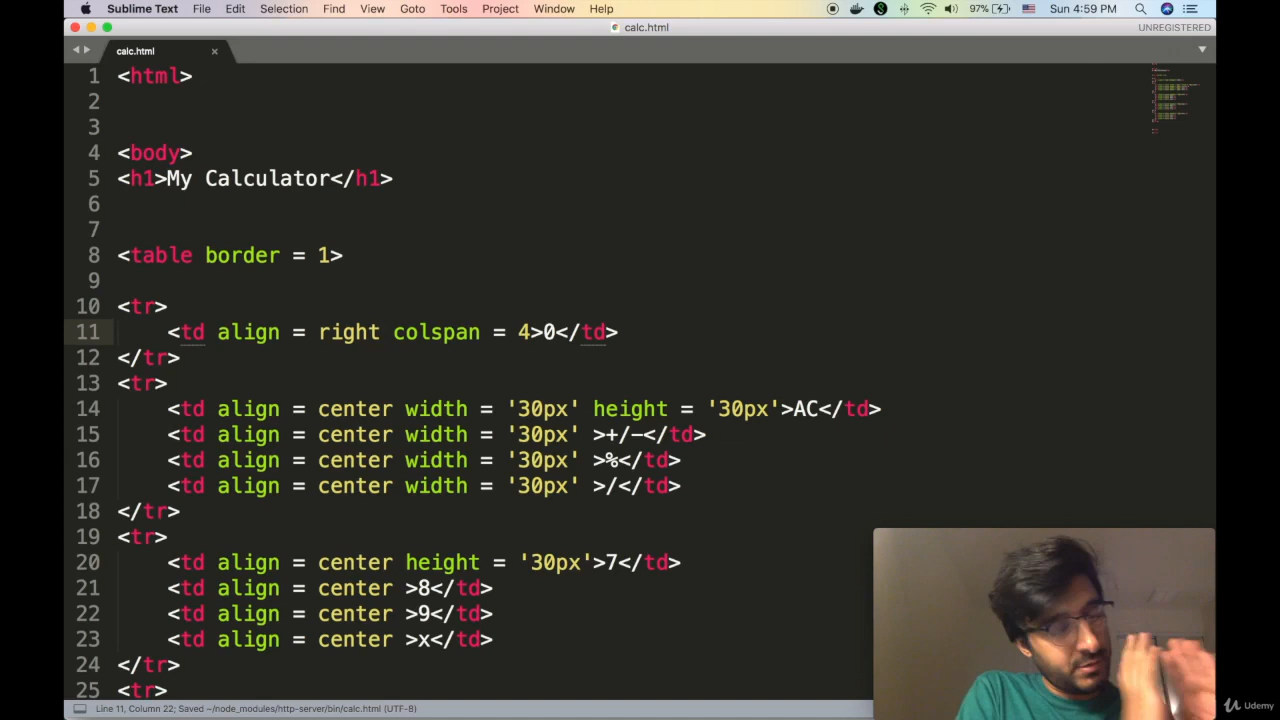 Sublime Text File Edit Selection Find View Goto Tools Project Window Help 97% Sun 4:59 PM
calc.html UNREGISTERED
calc.html
1 <html>
2
3
4 <body>
5 <h1>My Calculator</h1>
6
7
8 <table border = 1>
9
10 <tr>
11 <td align = right colspan = 4>0</td>
12 </tr>
13 <tr>
14 <td align = center width = '30px' height = '30px'>AC</td>
15 <td align = center width = '30px' >+/-</td>
16 <td align = center width = '30px' >%</td>
17 <td align = center width = '30px' >/</td>
18 </tr>
19 <tr>
20 <td align = center height = '30px'>7</td>
21 <td align = center >8</td>
22 <td align = center >9</td>
23 <td align = center >x</td>
24 </tr>
25 <tr>
Line 11, Column 22; Saved ~/node_modules/http-server/bin/calc.html (UTF-8)
Udemy